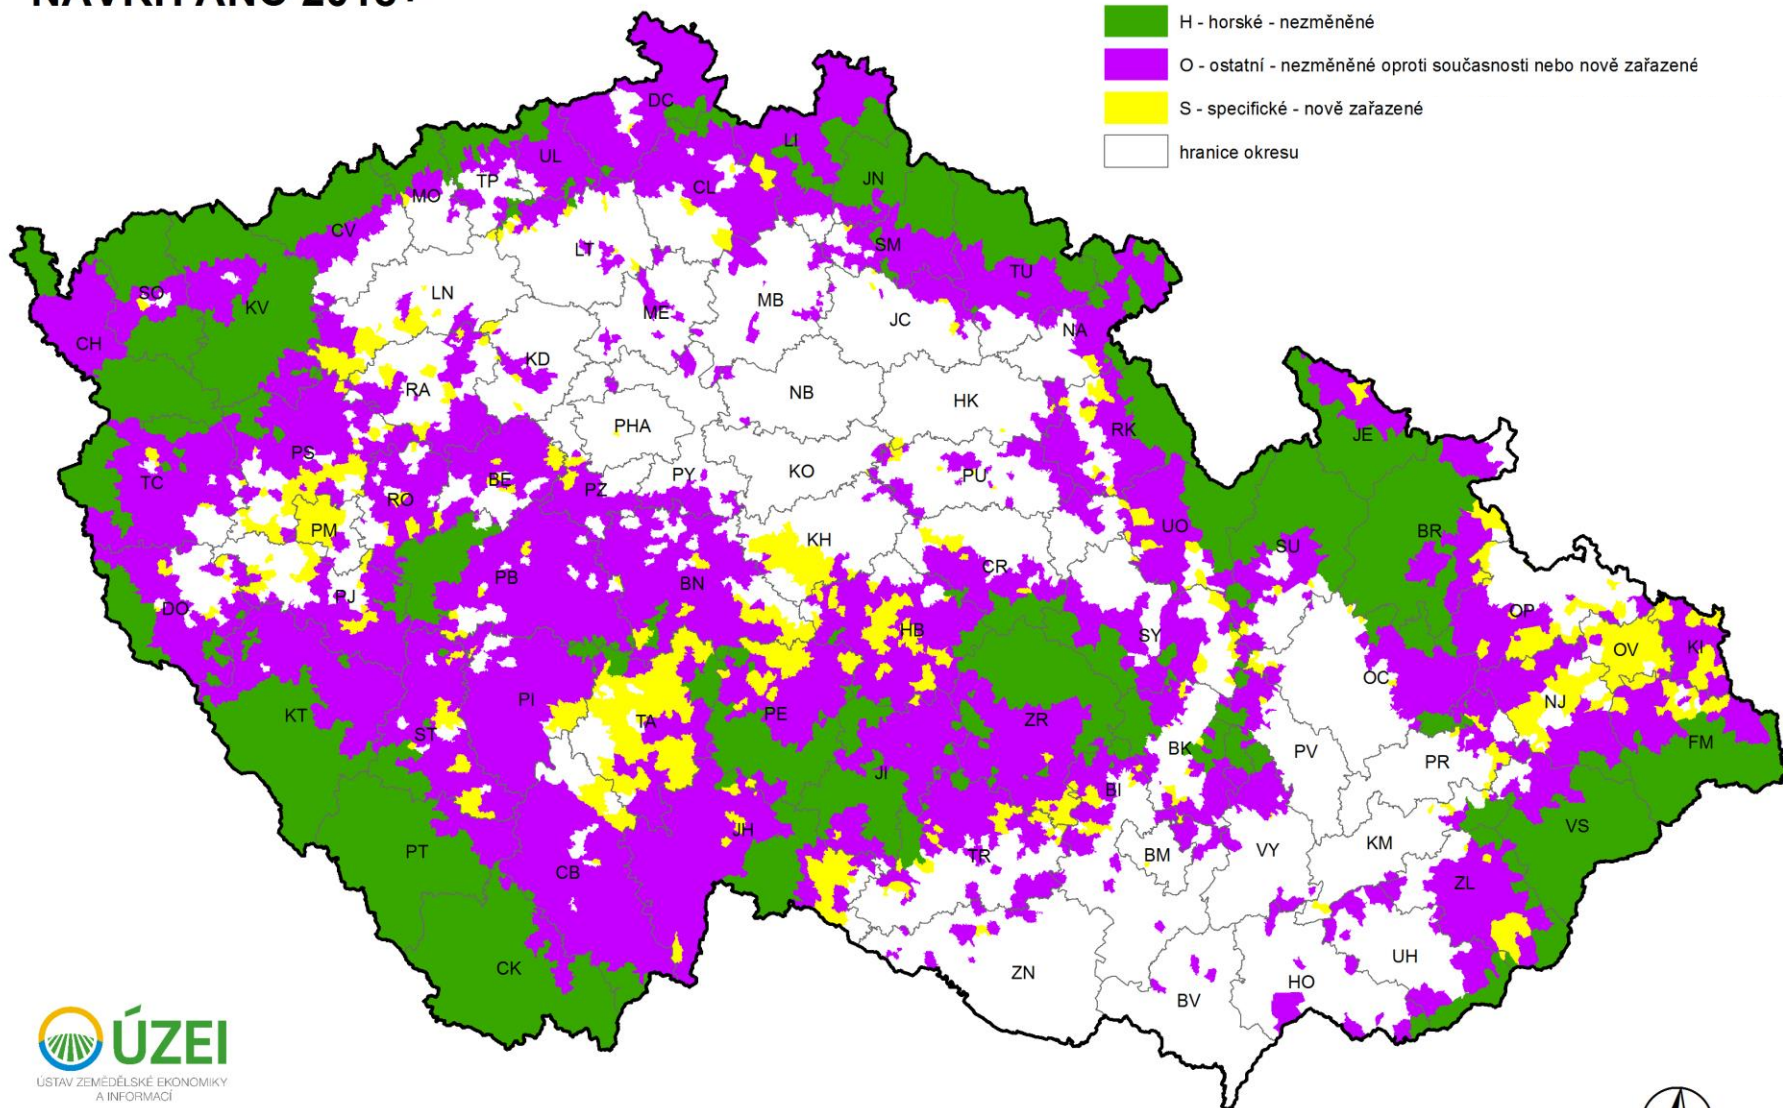 H - horské - nezměněné
O - ostatní - nezměněné oproti současnosti nebo nově zařazené
S - specifické - nově zařazené
hranice okresu
DC
LI
UL
TP
CL
JN
MO
CV
SM
LT
TU
SO
LN
KV
MB
ME
JC
NA
CH
KD
RA
NB
HK
PHA
RK
JE
PS
TC
BE
PY
KO
PU
PZ
RO
PM
UO
BR
KH
SU
CR
PB
BN
PJ
DO
OP
HB
SY
KI
OV
OC
NJ
KT
PI
PE
TA
ZR
ST
FM
BK
PV
PR
JI
BI
VS
JH
KM
PT
VY
BM
TR
CB
ZL
UH
CK
ZN
HO
BV
ÚZEI
ÚSTAV ZEMĚDĚLSKÉ EKONOMIKY
A INFORMACÍ